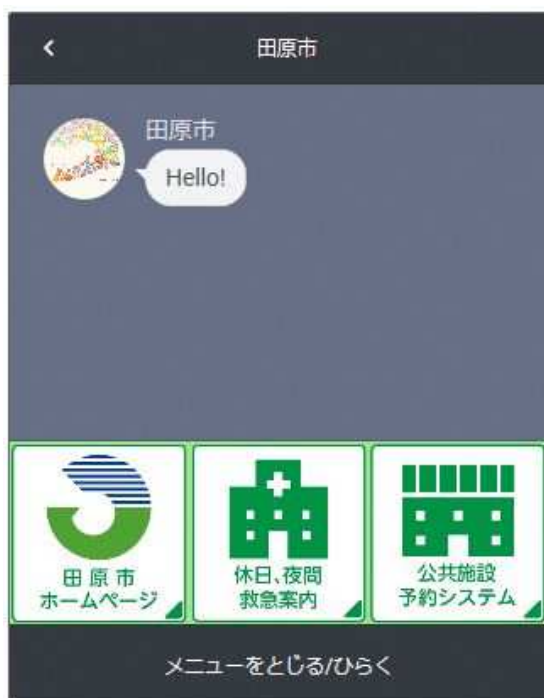 田原市
田原市
Hello!
田原市
ホームページ
休日、夜間
救急案内
公共施設
予約システム
メニューをとじる/ひらく